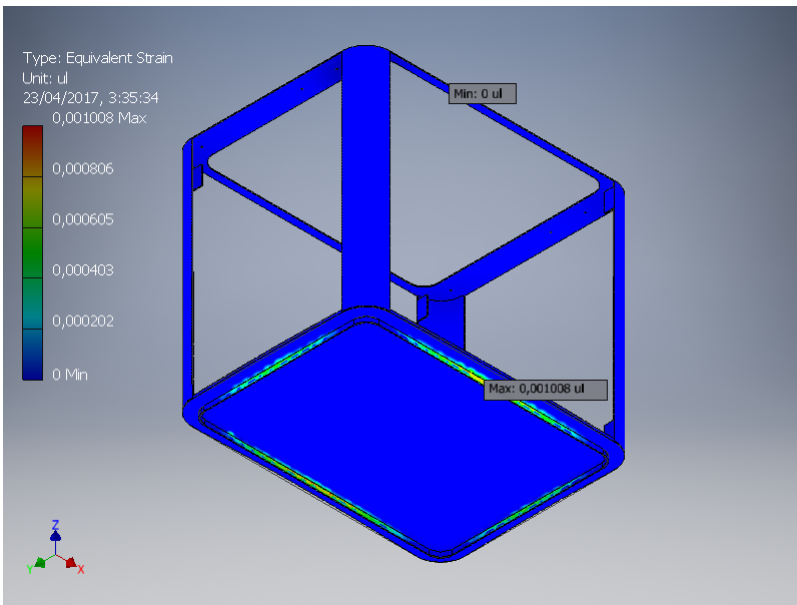 Type: Equivalent Strain
Unit: ul
23/04/2017, 3:35:34
0,001008 Max
0,000806
0,000605
0,000403
0,000202
0 Min
Min: 0 ul
Max: 0,001008 ul
Z
Y
X